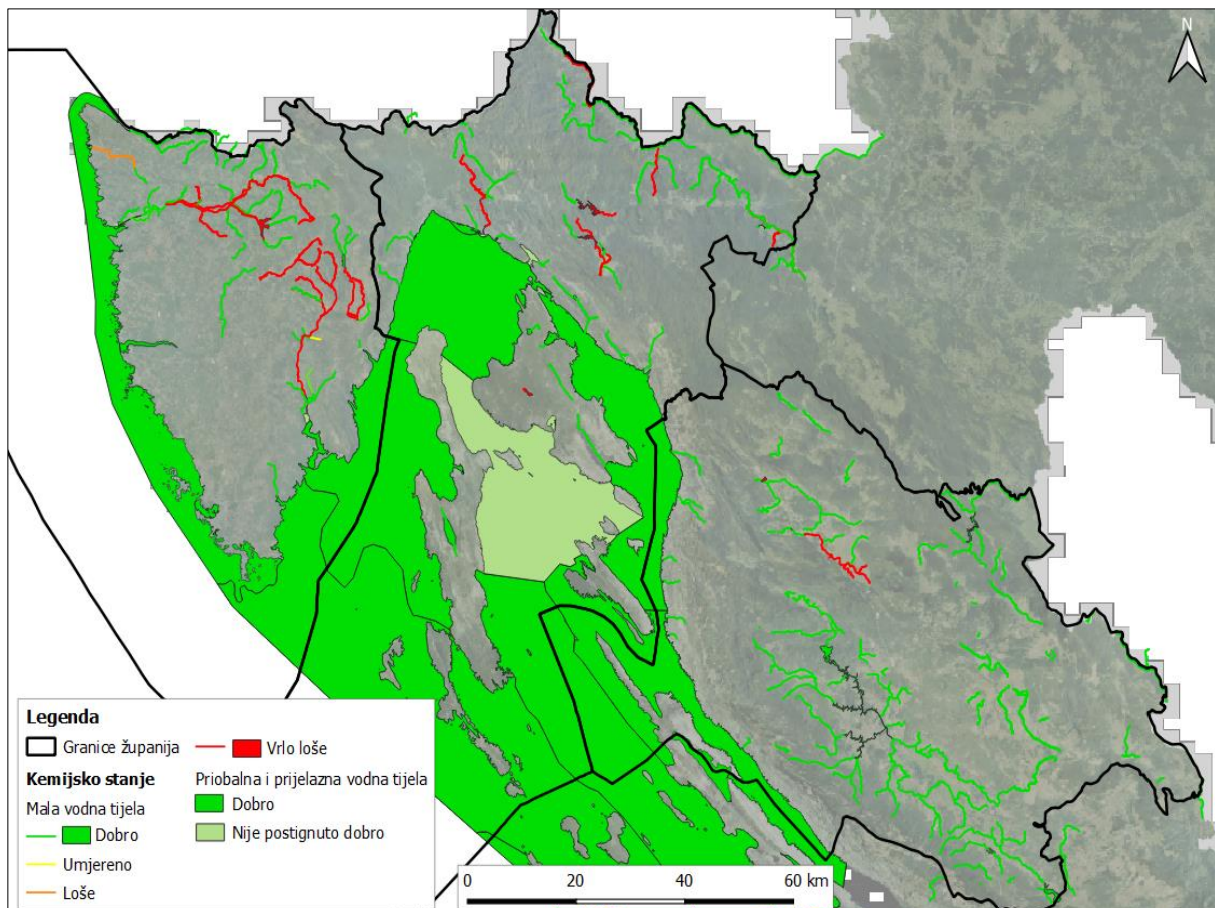 N
Legenda
Granice županija
Kemijsko stanje
Mala vodna tijela
Dobro
Umjereno
Loše
Vrlo loše
Priobalna i prijelazna vodna tijela
Dobro
Nije postignuto dobro
0 20 40 60 km